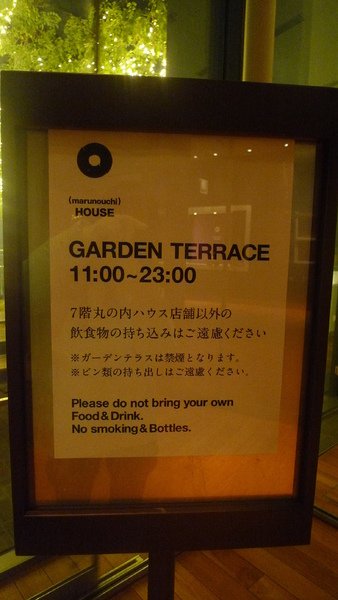 (marunouchi)
HOUSE
GARDEN TERRACE
11:00~23:00
7階丸の内ハウス店舗以外の
飲食物の持ち込みはご遠慮ください
※ガーデンテラスは禁煙となります。
※ビン類の持ち出しはご遠慮ください。
Please do not bring your own
Food&Drink.
No smoking&Bottles.